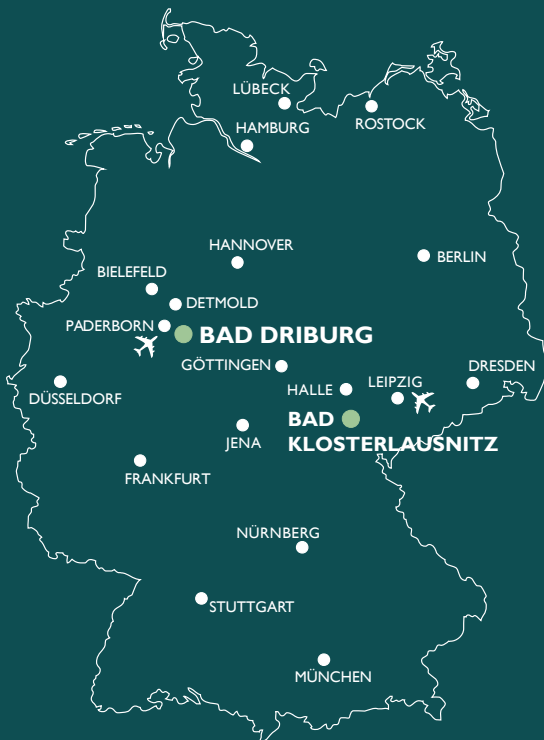 LÜBECK
ROSTOCK
HAMBURG
HANNOVER
BERLIN
BIELEFELD
DETMOLD
PADERBORN
BAD DRIBURG
GÖTTINGEN
DRESDEN
HALLE
LEIPZIG
DÜSSELDORF
BAD
KLOSTERLAUSNITZ
JENA
FRANKFURT
NÜRNBERG
STUTTGART
MÜNCHEN